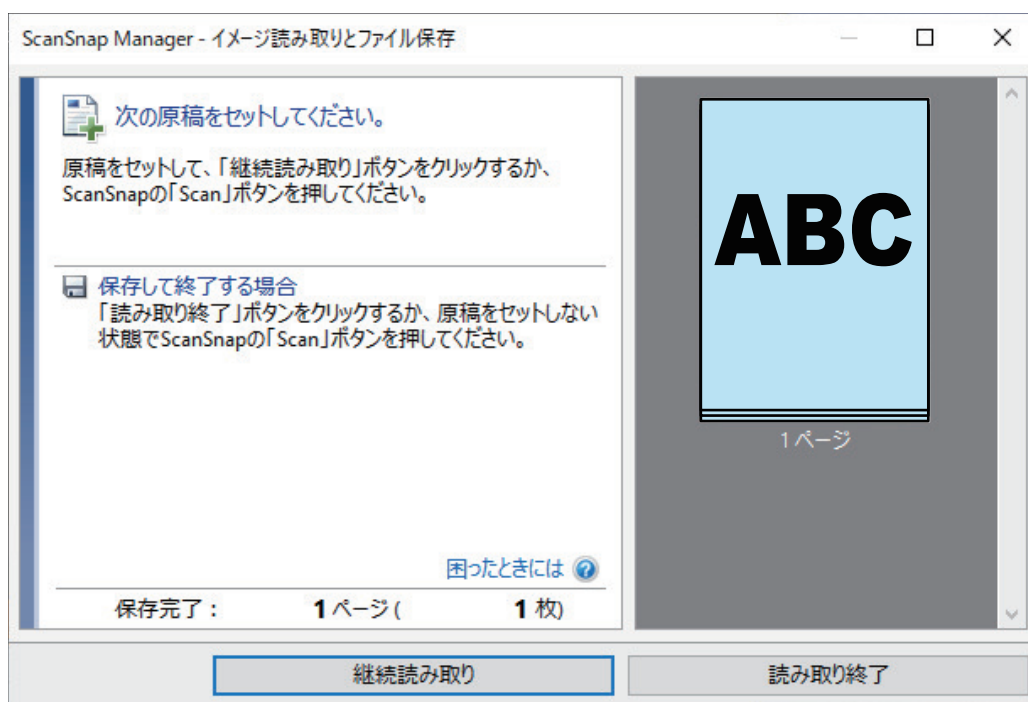 ScanSnap Manager - イメージ読み取りとファイル保存
次の原稿をセットしてください。
原稿をセットして、「継続読み取り」ボタンをクリックするか、
ScanSnapの「Scan」ボタンを押してください。
保存して終了する場合
「読み取り終了」ボタンをクリックするか、原稿をセットしない
状態でScanSnapの「Scan」ボタンを押してください。
困ったときには ?
保存完了： 1 ページ ( 1 枚)
ABC
1 ページ
継続読み取り
読み取り終了